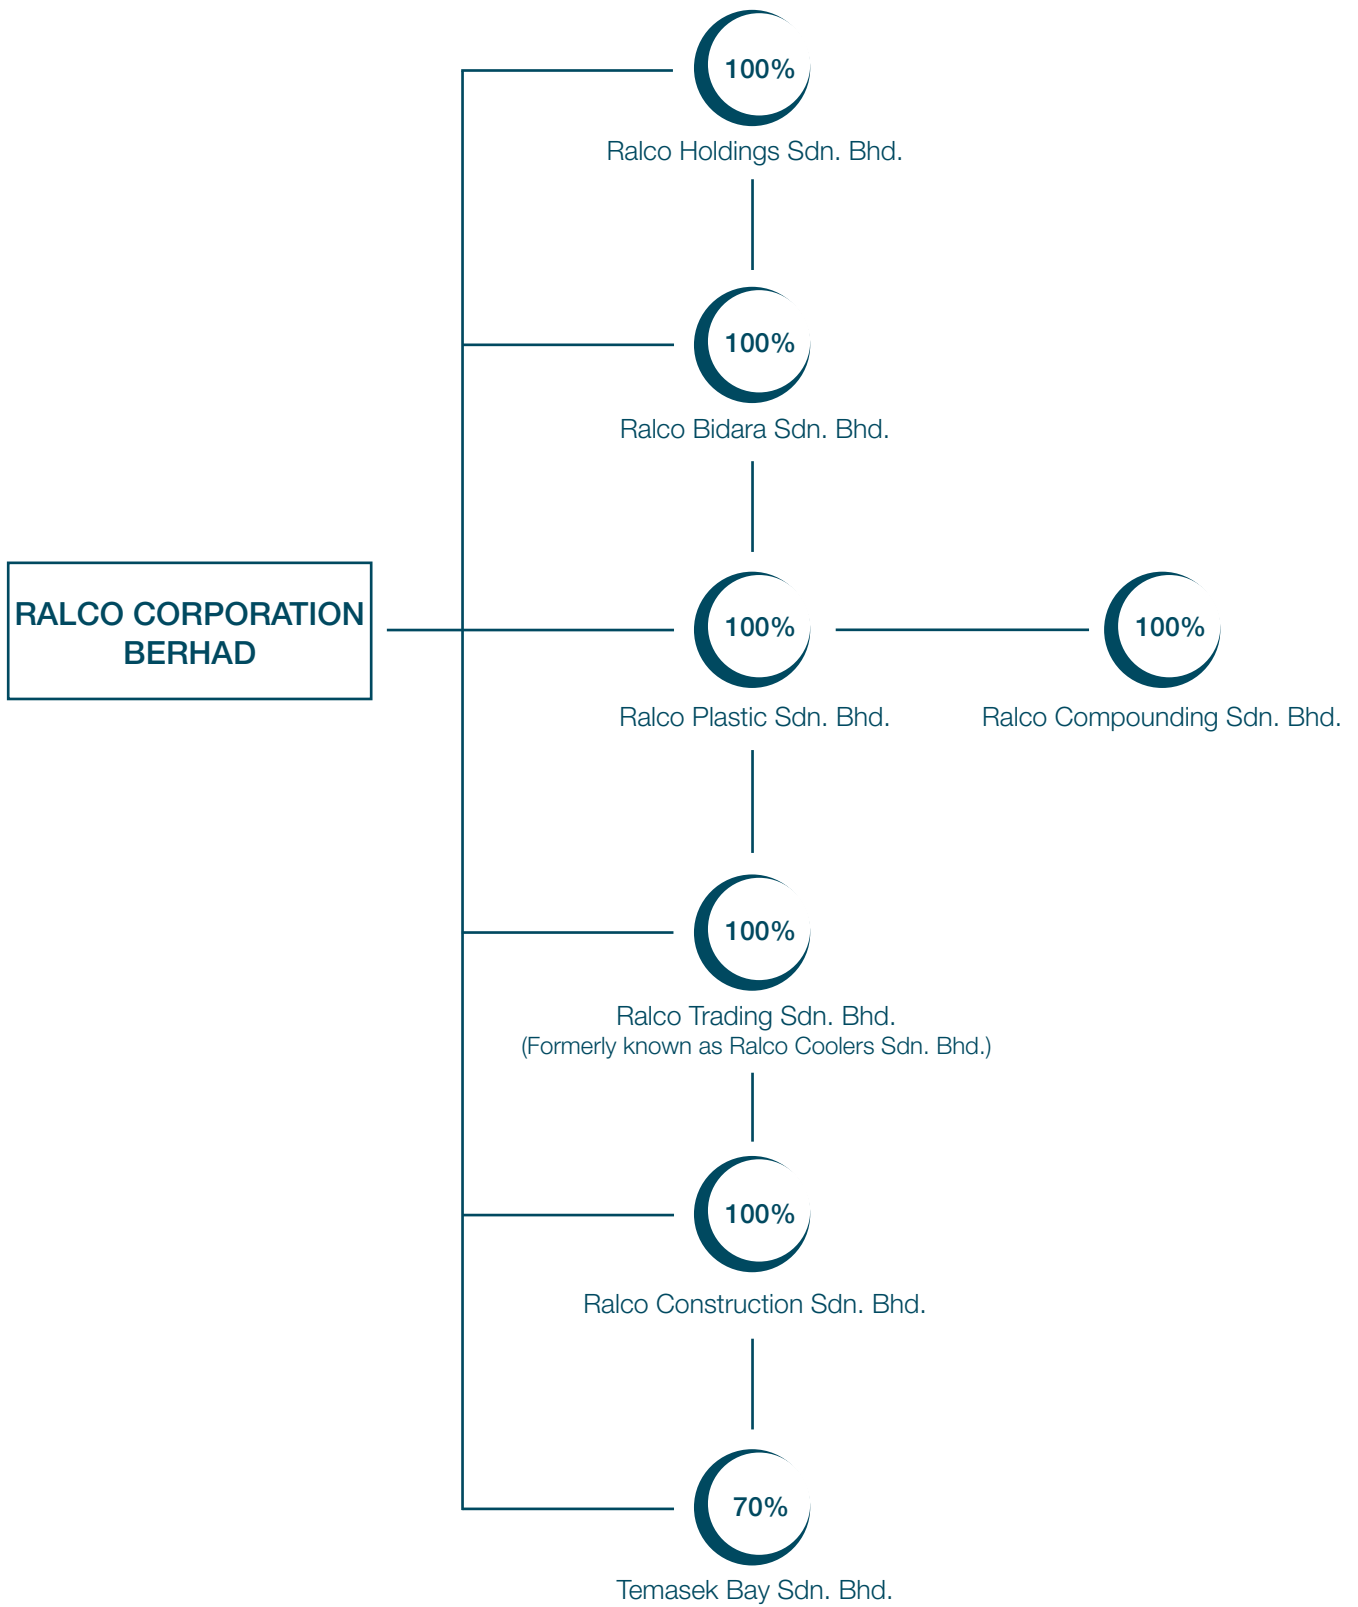 100%
Ralco Holdings Sdn. Bhd.
100%
Ralco Bidara Sdn. Bhd.
RALCO CORPORATION
BERHAD
100%
Ralco Plastic Sdn. Bhd.
100%
Ralco Compounding Sdn. Bhd.
100%
Ralco Trading Sdn. Bhd.
(Formerly known as Ralco Coolers Sdn. Bhd.)
100%
Ralco Construction Sdn. Bhd.
70%
Temasek Bay Sdn. Bhd.